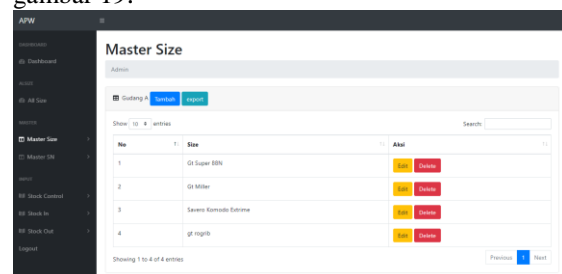 gambar 19.
APW
DASHBOARD
Dashboard
Master Size
Admin
All Size
Gudang A Tambah export
MASTER
Show 10 entries Search:
Master Size
No Size Aksi
Master SN
1 Gt Super 88N Edit Delete
2 Gt Miller Edit Delete
Stock Control
3 Savero Komodo Extrime Edit Delete
Stock In
Stock Out
4 gt rogrib Edit Delete
Logout
Showing 1 to 4 of 4 entries Previous 1 Next